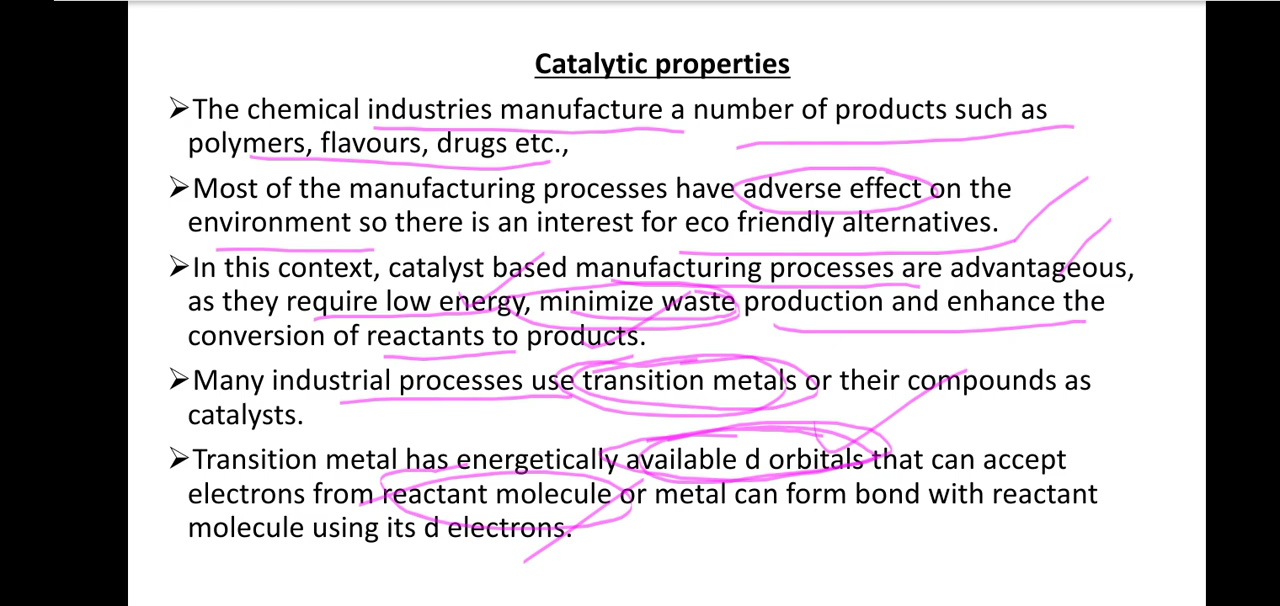 Catalytic properties
➢The chemical industries manufacture a number of products such as
polymers, flavours, drugs etc.,
➢Most of the manufacturing processes have adverse effect on the
environment so there is an interest for eco friendly alternatives.
➢In this context, catalyst based manufacturing processes are advantageous,
as they require low energy, minimize waste production and enhance the
conversion of reactants to products.
➢Many industrial processes use transition metals or their compounds as
catalysts.
➢Transition metal has energetically available d orbitals that can accept
electrons from reactant molecule or metal can form bond with reactant
molecule using its d electrons.